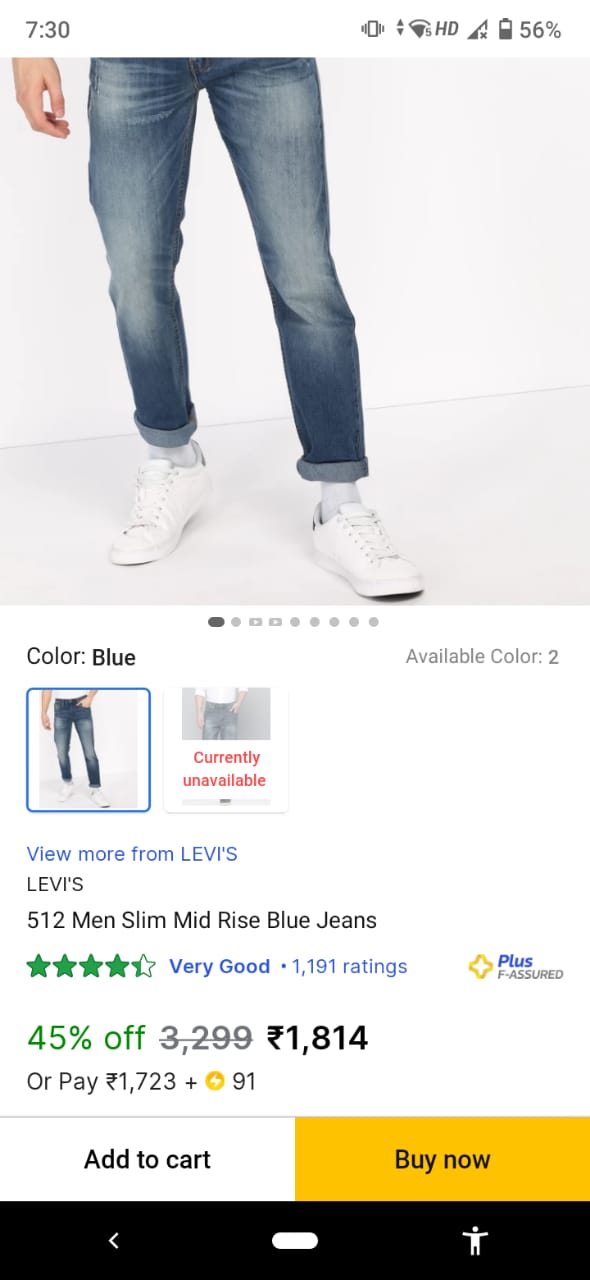 7:30 HD 56%
Color: Blue Available Color: 2
Currently
unavailable
View more from LEVI'S
LEVI'S
512 Men Slim Mid Rise Blue Jeans
Very Good • 1,191 ratings Plus
F-ASSURED
45% off 3,299 ₹1,814
Or Pay ₹1,723 + 91
Add to cart Buy now